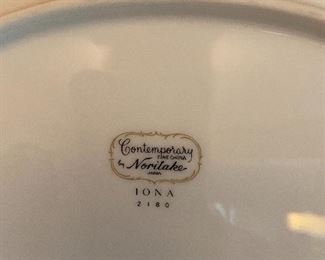 Contemporary
FINE CHINA
by Noritake
JAPAN
IONA
2180